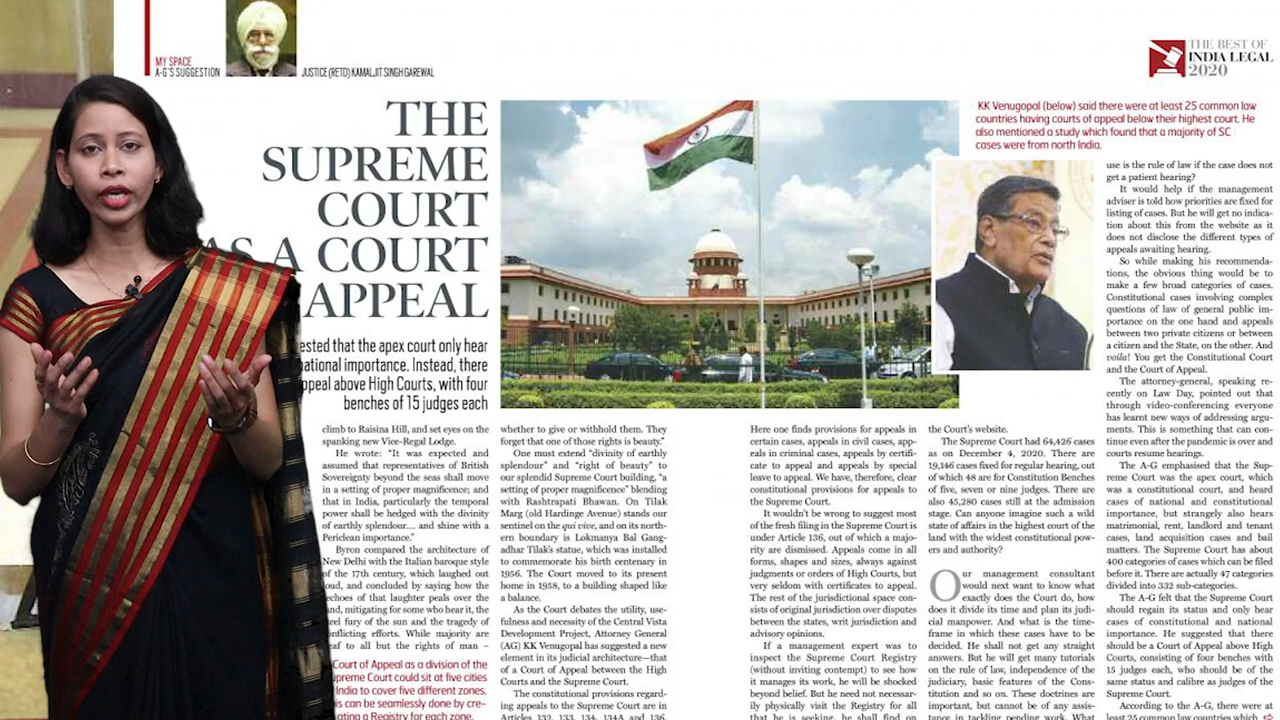 MY SPACE
A-G'S SUGGESTION
JUSTICE (RETD) KAMALJIT SINGH GAREWAL
THE BEST OF
INDIA LEGAL
2020
THE
SUPREME
COURT
AS A COURT
APPEAL
ested that the apex court only hear
national importance. Instead, there
ppeal above High Courts, with four
benches of 15 judges each
KK Venugopal (below) said there were at least 25 common law
countries having courts of appeal below their highest court. He
also mentioned a study which found that a majority of SC
cases were from north India.
climb to Raisina Hill, and set eyes on the
spanking new Vice-Regal Lodge.
He wrote: "It was expected and
assumed that representatives of British
Sovereignty beyond the seas shall move
in a setting of proper magnificence; and
that in India, particularly the temporal
power shall be hedged with the divinity
of earthly splendour.... and shine with a
Periclean importance."
Byron compared the architecture of
New Delhi with the Italian baroque style
of the 17th century, which laughed out
oud, and concluded by saying how the
echoes of that laughter peals over the
and, mitigating for some who hear it, the
teel fury of the sun and the tragedy of
onflicting efforts. While majority are
eaf to all but the rights of man –
Court of Appeal as a division of the
upreme Court could sit at five cities
India to cover five different zones.
is can be seamlessly done by cre-
ating a Registry for each zone.
whether to give or withhold them. They
forget that one of those rights is beauty."
One must extend "divinity of earthly
splendour" and "right of beauty" to
our splendid Supreme Court building, "a
setting of proper magnificence" blending
with Rashtrapati Bhawan. On Tilak
Marg (old Hardinge Avenue) stands our
sentinel on the qui vive, and on its north-
ern boundary is Lokmanya Bal Gang-
adhar Tilak's statue, which was installed
to commemorate his birth centenary in
1956. The Court moved to its present
home in 1958, to a building shaped like
a balance.
As the Court debates the utility, use-
fulness and necessity of the Central Vista
Development Project, Attorney General
(AG) KK Venugopal has suggested a new
element in its judicial architecture—that
of a Court of Appeal between the High
Courts and the Supreme Court.
The constitutional provisions regard-
ing appeals to the Supreme Court are in
Articles 132, 133, 134, 134A and 136.
Here one finds provisions for appeals in
certain cases, appeals in civil cases, app-
eals in criminal cases, appeals by certifi-
cate to appeal and appeals by special
leave to appeal. We have, therefore, clear
constitutional provisions for appeals to
the Supreme Court.
It wouldn't be wrong to suggest most
of the fresh filing in the Supreme Court is
under Article 136, out of which a majo-
rity are dismissed. Appeals come in all
forms, shapes and sizes, always against
judgments or orders of High Courts, but
very seldom with certificates to appeal.
The rest of the jurisdictional space con-
sists of original jurisdiction over disputes
between the states, writ jurisdiction and
advisory opinions.
If a management expert was to
inspect the Supreme Court Registry
(without inviting contempt) to see how
it manages its work, he will be shocked
beyond belief. But he need not necessar-
ily physically visit the Registry for all
that he is seeking, he shall find on
the Court's website.
The Supreme Court had 64,426 cases
as on December 4, 2020. There are
19,146 cases fixed for regular hearing, out
of which 48 are for Constitution Benches
of five, seven or nine judges. There are
also 45,280 cases still at the admission
stage. Can anyone imagine such a wild
state of affairs in the highest court of the
land with the widest constitutional pow-
ers and authority?
Our management consultant
would next want to know what
exactly does the Court do, how
does it divide its time and plan its judi-
cial manpower. And what is the time-
frame in which these cases have to be
decided. He shall not get any straight
answers. But he will get many tutorials
on the rule of law, independence of the
judiciary, basic features of the Cons-
titution and so on. These doctrines are
important, but cannot be of any assis-
tance in tackling pending work. What
use is the rule of law if the case does not
get a patient hearing?
It would help if the management
adviser is told how priorities are fixed for
listing of cases. But he will get no indica-
tion about this from the website as it
does not disclose the different types of
appeals awaiting hearing.
So while making his recommenda-
tions, the obvious thing would be to
make a few broad categories of cases.
Constitutional cases involving complex
questions of law of general public im-
portance on the one hand and appeals
between two private citizens or between
a citizen and the State, on the other. And
voila! You get the Constitutional Court
and the Court of Appeal.
The attorney-general, speaking re-
cently on Law Day, pointed out that
through video-conferencing everyone
has learnt new ways of addressing argu-
ments. This is something that can con-
tinue even after the pandemic is over and
courts resume hearings.
The A-G emphasised that the Sup-
reme Court was the apex court, which
was a constitutional court, and heard
cases of national and constitutional
importance, but strangely also hears
matrimonial, rent, landlord and tenant
cases, land acquisition cases and bail
matters. The Supreme Court has about
400 categories of cases which can be filed
before it. There are actually 47 categories
divided into 332 sub-categories.
The A-G felt that the Supreme Court
should regain its status and only hear
cases of constitutional and national
importance. He suggested that there
should be a Court of Appeal above High
Courts, consisting of four benches with
15 judges each, who should be of the
same status and calibre as judges of the
Supreme Court.
According to the A-G, there were at
least 25 common law countries which